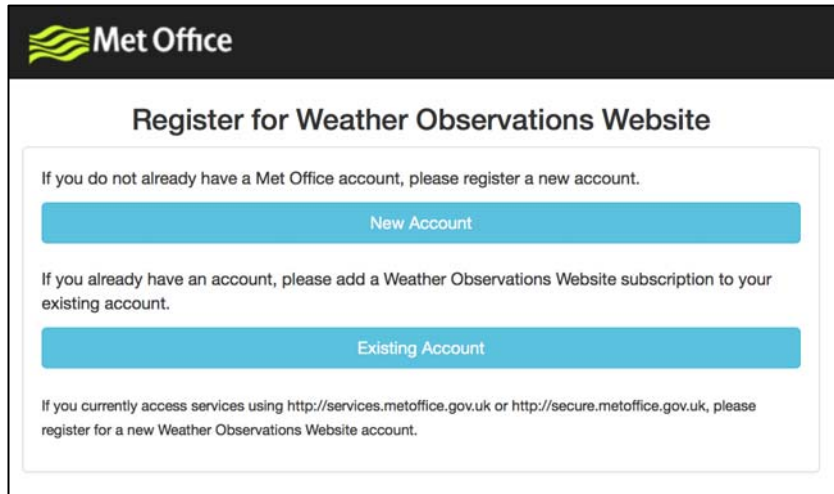 Met Office
Register for Weather Observations Website
If you do not already have a Met Office account, please register a new account.
New Account
If you already have an account, please add a Weather Observations Website subscription to your
existing account.
Existing Account
If you currently access services using http://services.metoffice.gov.uk or http://secure.metoffice.gov.uk, please
register for a new Weather Observations Website account.